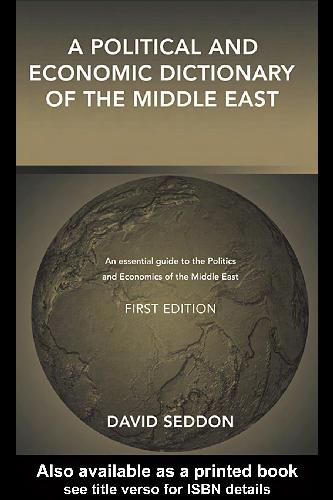 A POLITICAL AND
ECONOMIC DICTIONARY
OF THE MIDDLE EAST
An essential guide to the Politics
and Economics of the Middle East
FIRST EDITION
DAVID SEDDON
Also available as a printed book
see title verso for ISBN details